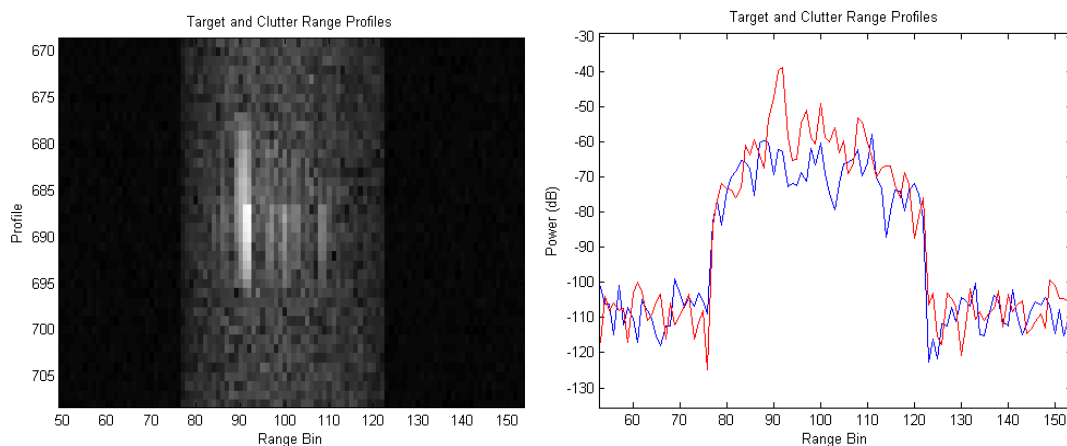 Target and Clutter Range Profiles
Profile
670
675
680
685
690
695
700
705
50 60 70 80 90 100 110 120 130 140 150
Range Bin
Target and Clutter Range Profiles
Power (dB)
-30
-40
-50
-60
-70
-80
-90
-100
-110
-120
-130
60 70 80 90 100 110 120 130 140 150
Range Bin